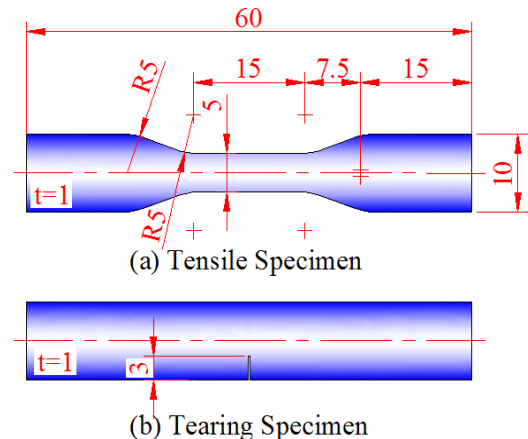 60
15 7.5 15
R5
5
10
t=1
R5
(a) Tensile Specimen
t=1
3
(b) Tearing Specimen